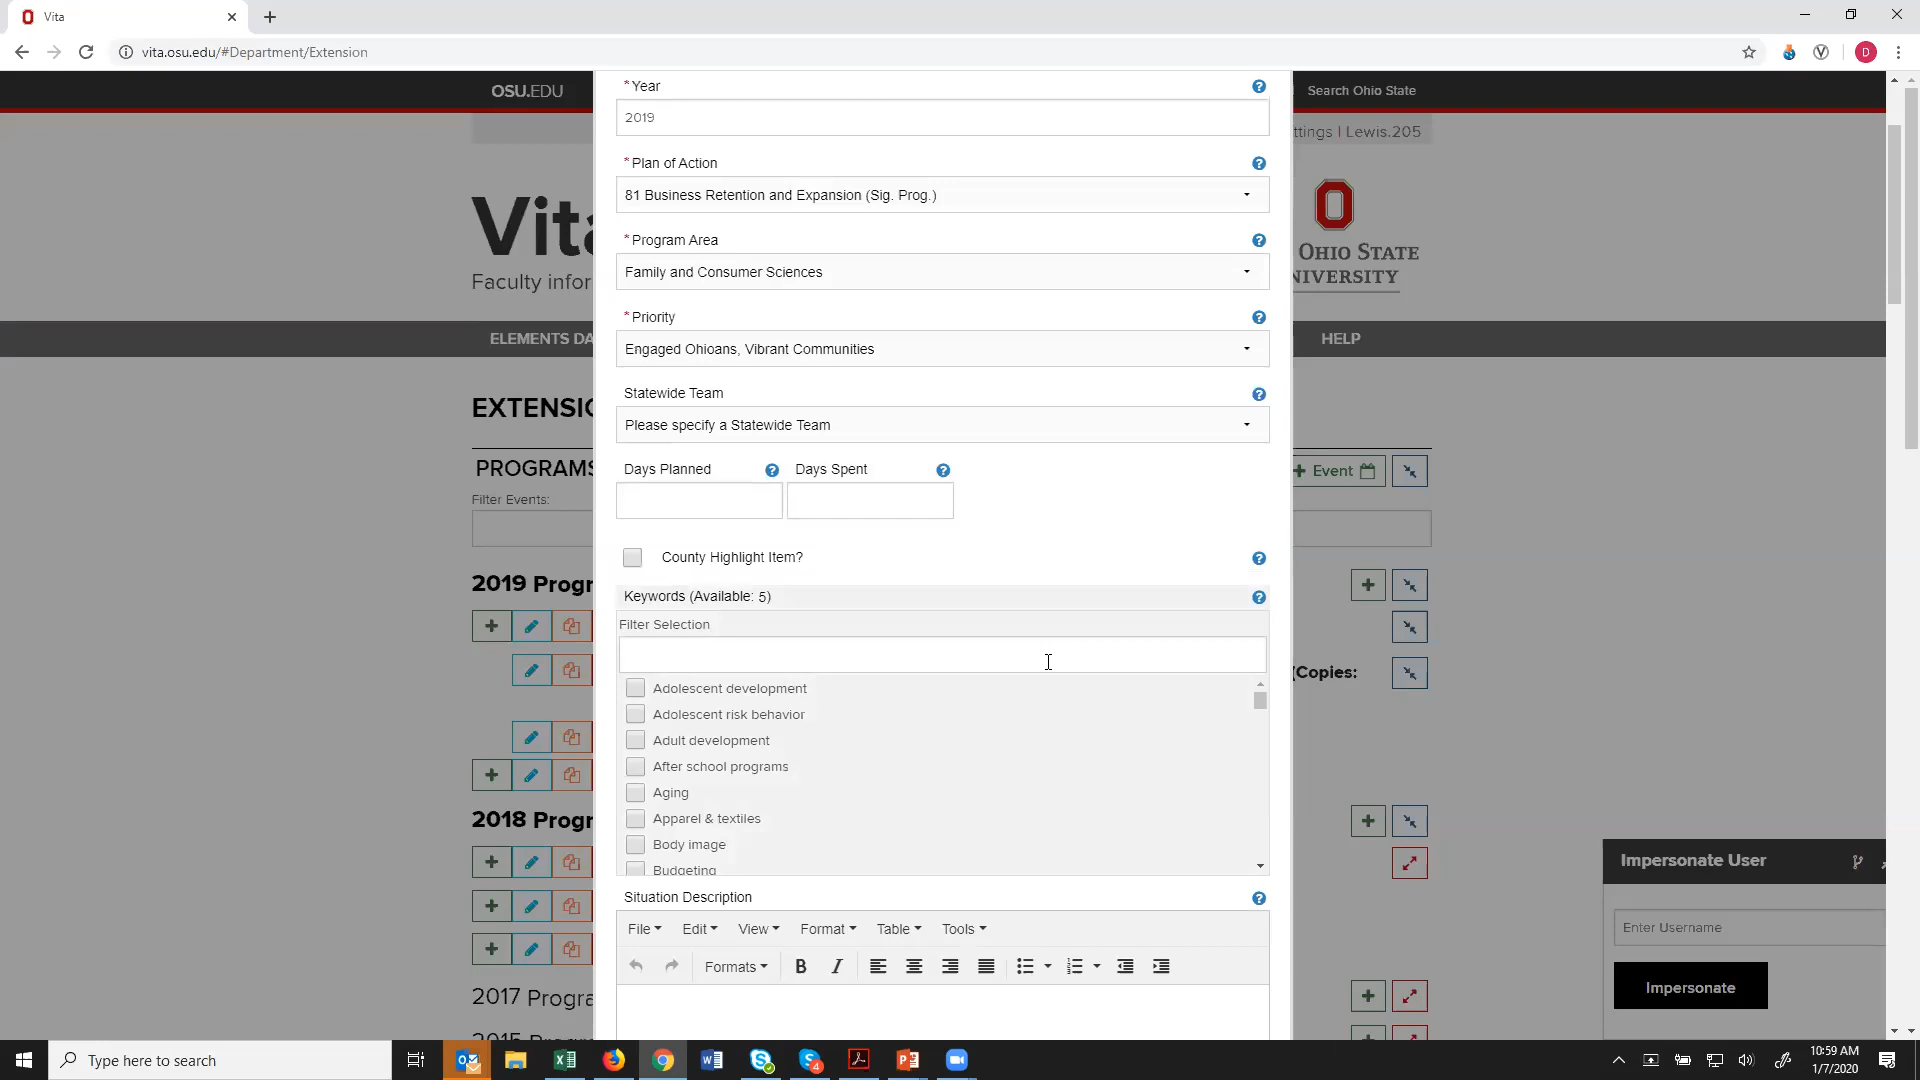 Vita
vita.osu.edu/#Department/Extension
D
OSU.EDU
Search Ohio State
ttings | Lewis.205
Vita
Faculty infor
OHIO STATE
NIVERSITY
ELEMENTS DA
HELP
EXTENSIO
PROGRAMS
Event
Filter Events:
2019 Progr
(Copies:
2018 Progr
2017 Progra
2015 Progra
*Year
2019
*Plan of Action
81 Business Retention and Expansion (Sig. Prog.)
*Program Area
Family and Consumer Sciences
*Priority
Engaged Ohioans, Vibrant Communities
Statewide Team
Please specify a Statewide Team
Days Planned
Days Spent
County Highlight Item?
Keywords (Available: 5)
Filter Selection
Adolescent development
Adolescent risk behavior
Adult development
After school programs
Aging
Apparel & textiles
Body image
Budgeting
Situation Description
File Edit View Format Table Tools
Formats B I
Impersonate User
Enter Username
Impersonate
Type here to search
4
10:59 AM
1/7/2020